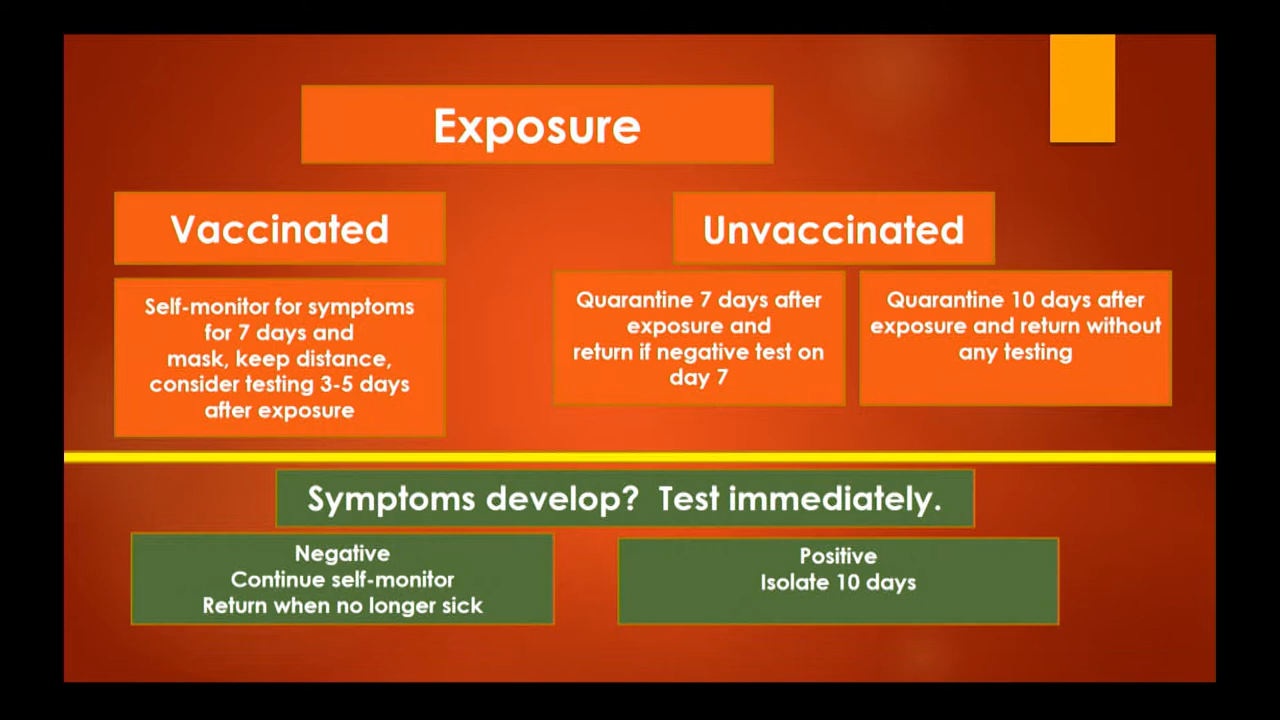 Exposure
Vaccinated
Self-monitor for symptoms
for 7 days and
mask, keep distance,
consider testing 3-5 days
after exposure
Unvaccinated
Quarantine 7 days after
exposure and
return if negative test on
day 7
Quarantine 10 days after
exposure and return without
any testing
Symptoms develop? Test immediately.
Negative
Continue self-monitor
Return when no longer sick
Positive
Isolate 10 days